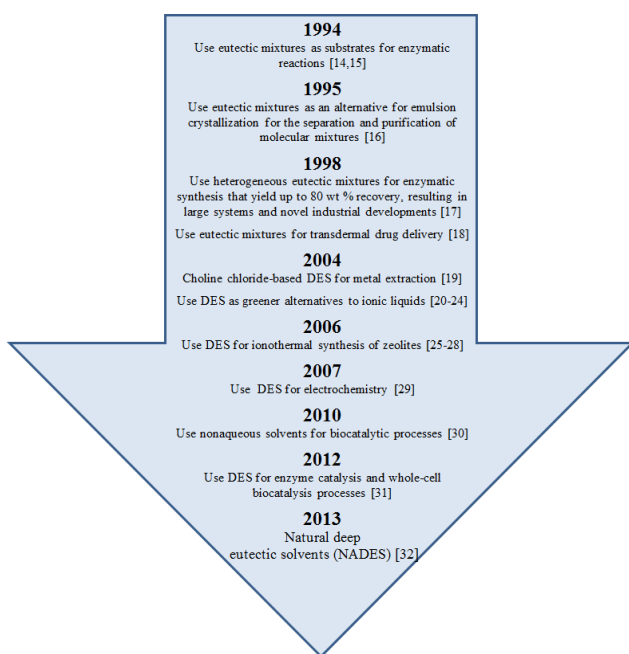 1994
Use eutectic mixtures as substrates for enzymatic
reactions [14,15]
1995
Use eutectic mixtures as an alternative for emulsion
crystallization for the separation and purification of
molecular mixtures [16]
1998
Use heterogeneous eutectic mixtures for enzymatic
synthesis that yield up to 80 wt % recovery, resulting in
large systems and novel industrial developments [17]
Use eutectic mixtures for transdermal drug delivery [18]
2004
Choline chloride-based DES for metal extraction [19]
Use DES as greener alternatives to ionic liquids [20-24]
2006
Use DES for ionothermal synthesis of zeolites [25-28]
2007
Use DES for electrochemistry [29]
2010
Use nonaqueous solvents for biocatalytic processes [30]
2012
Use DES for enzyme catalysis and whole-cell
biocatalysis processes [31]
2013
Natural deep
eutectic solvents (NADES) [32]